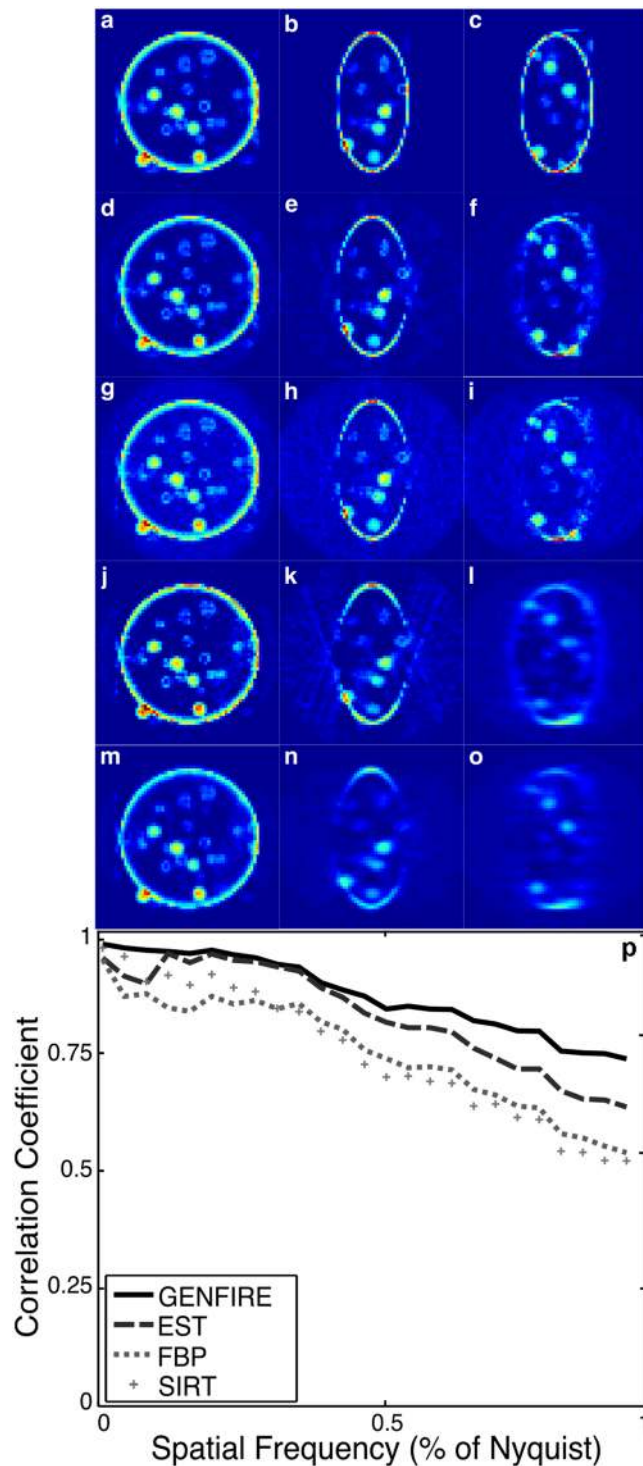 a b c
d e f
g h i
j k l
m n o
p
1
0.75
0.5
0.25
0
Correlation Coefficient
GENFIRE
EST
FBP
SIRT
0 0.5
Spatial Frequency (% of Nyquist)